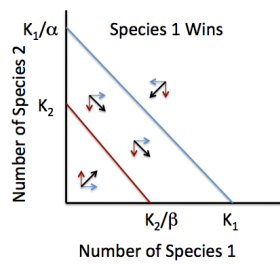 K1/α
Species 1 Wins
Number of Species 2
K2
K2/β
K1
Number of Species 1